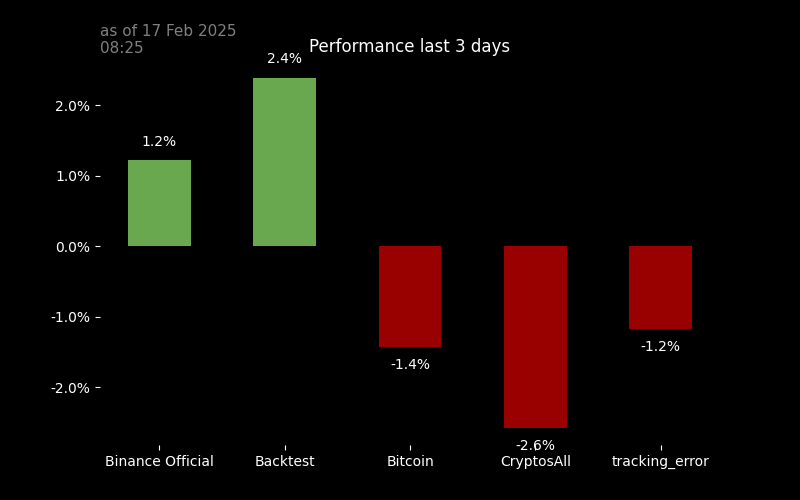 as of 17 Feb 2025
08:25
Performance last 3 days
2.4%
2.0%
1.2%
1.0%
0.0%
-1.0%
-1.2%
-1.4%
-2.0%
-2.6%
Binance Official
Backtest
Bitcoin
CryptosAll
tracking_error